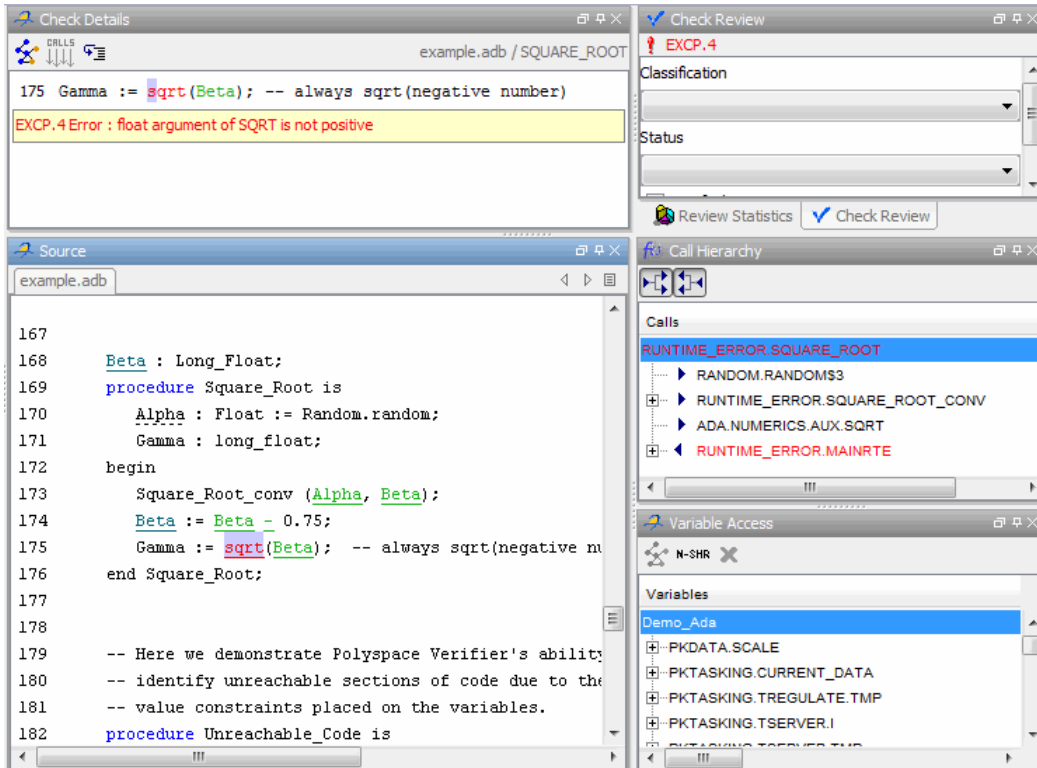 Check Details
CALLS
example.adb / SQUARE_ROOT
175 Gamma := sqrt(Beta); -- always sqrt(negative number)
EXCP.4 Error : float argument of SQRT is not positive
Check Review
EXCP.4
Classification
Status
Review Statistics
Check Review
Source
example.adb
167
168 Beta : Long_Float;
169 procedure Square_Root is
170 Alpha : Float := Random.random;
171 Gamma : long_float;
172 begin
173 Square_Root_conv (Alpha, Beta);
174 Beta := Beta - 0.75;
175 Gamma := sqrt(Beta); -- always sqrt(negative nu
176 end Square_Root;
177
178
179 -- Here we demonstrate Polyspace Verifier's ability
180 -- identify unreachable sections of code due to the
181 -- value constraints placed on the variables.
182 procedure Unreachable_Code is
Call Hierarchy
Calls
RUNTIME_ERROR.SQUARE_ROOT
RANDOM.RANDOM$3
RUNTIME_ERROR.SQUARE_ROOT_CONV
ADA.NUMERICS.AUX.SQRT
RUNTIME_ERROR.MAINRTE
Variable Access
N-SHR
Variables
Demo_Ada
PKDATA.SCALE
PKTASKING.CURRENT_DATA
PKTASKING.TREGULATE.TMP
PKTASKING.TSERVER.I
PKTASKING.TSERVER.TMP